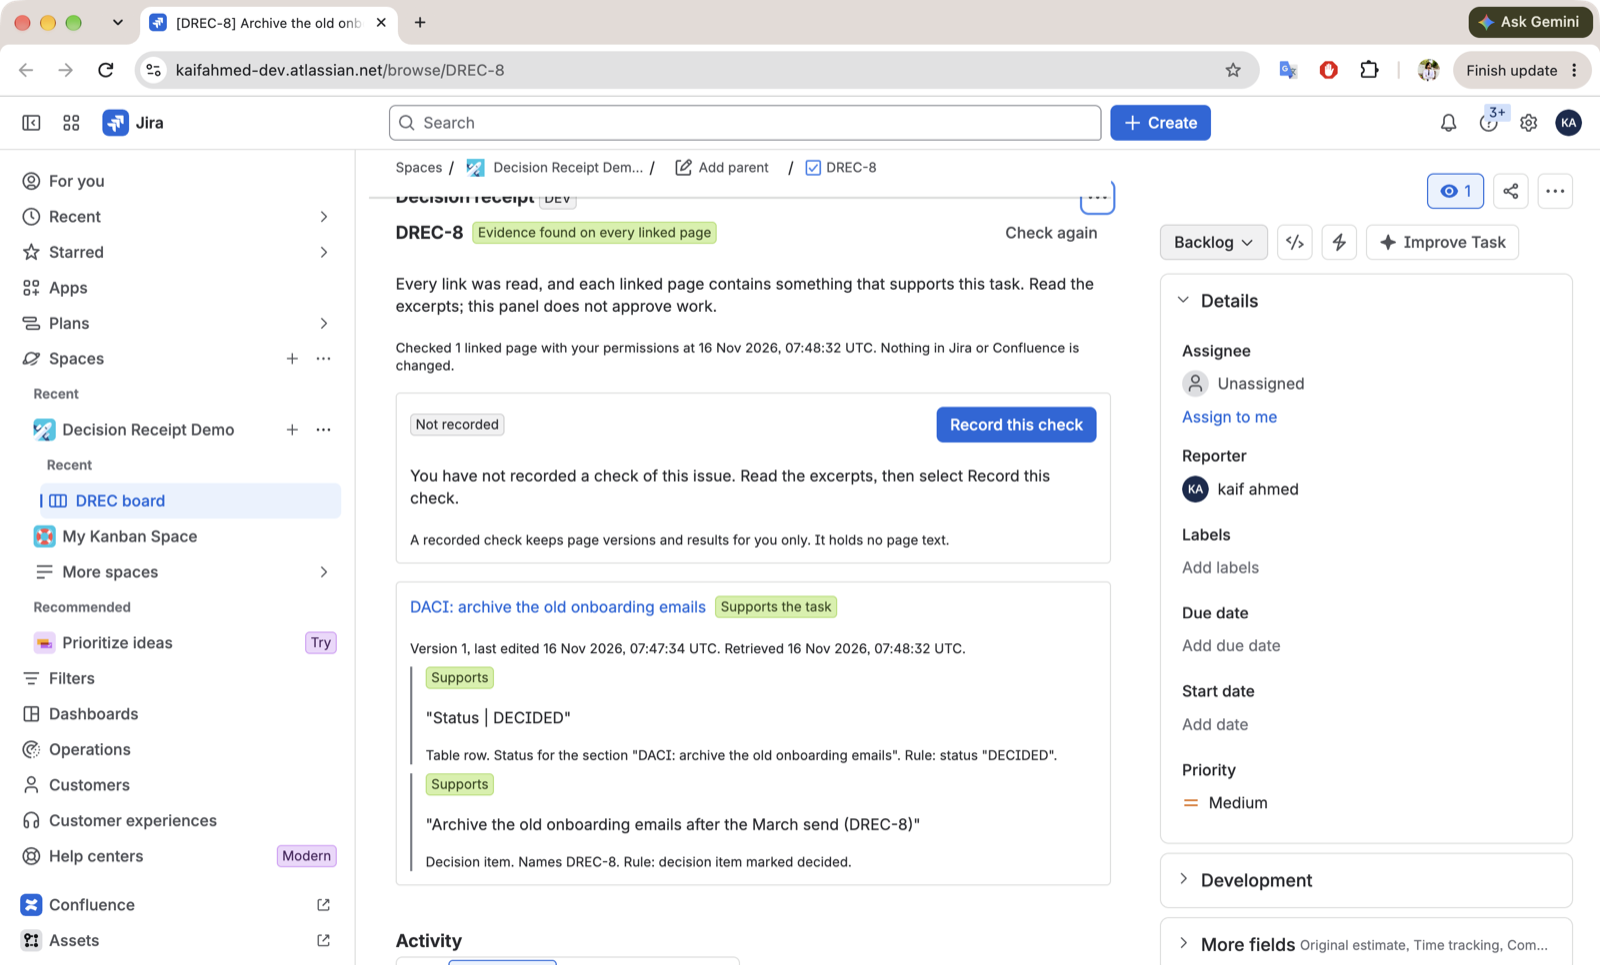 [DREC-8] Archive the old onb
Ask Gemini
kaifahmed-dev.atlassian.net/browse/DREC-8
Finish update
Jira
Search
Create
3+
KA
For you
Recent
Starred
Apps
Plans
Spaces
Recent
Decision Receipt Demo
Recent
DREC board
My Kanban Space
More spaces
Recommended
Prioritize ideas
Try
Filters
Dashboards
Operations
Customers
Customer experiences
Help centers
Modern
Confluence
Assets
Spaces / Decision Receipt Dem... / Add parent / DREC-8
Decision receipt DEV
DREC-8 Evidence found on every linked page
Check again
Every link was read, and each linked page contains something that supports this task. Read the
excerpts; this panel does not approve work.
Checked 1 linked page with your permissions at 16 Nov 2026, 07:48:32 UTC. Nothing in Jira or Confluence is
changed.
Not recorded
Record this check
You have not recorded a check of this issue. Read the excerpts, then select Record this
check.
A recorded check keeps page versions and results for you only. It holds no page text.
DACI: archive the old onboarding emails Supports the task
Version 1, last edited 16 Nov 2026, 07:47:34 UTC. Retrieved 16 Nov 2026, 07:48:32 UTC.
Supports
"Status | DECIDED"
Table row. Status for the section "DACI: archive the old onboarding emails". Rule: status "DECIDED".
Supports
"Archive the old onboarding emails after the March send (DREC-8)"
Decision item. Names DREC-8. Rule: decision item marked decided.
Activity
1
Backlog
Improve Task
Details
Assignee
Unassigned
Assign to me
Reporter
KA kaif ahmed
Labels
Add labels
Due date
Add due date
Start date
Add date
Priority
Medium
Development
More fields Original estimate, Time tracking, Com...